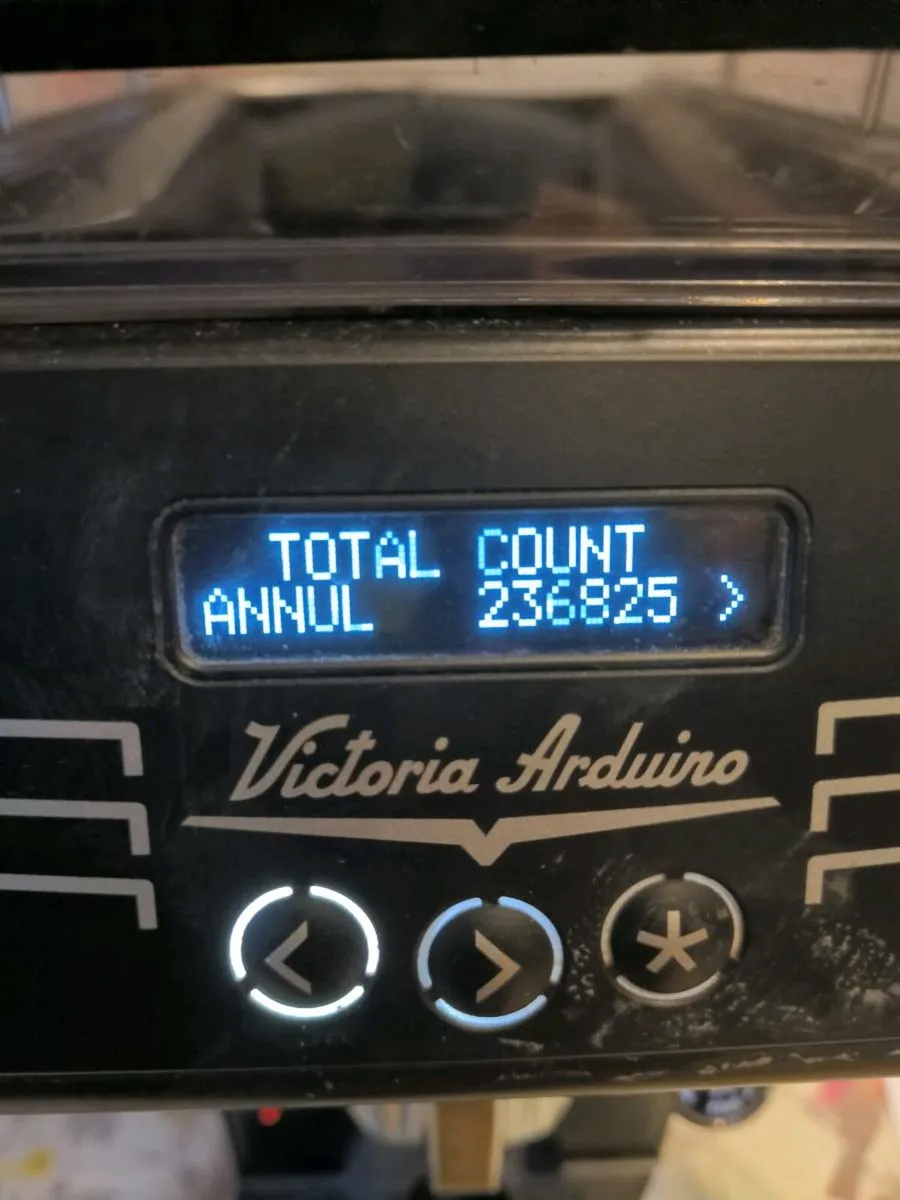 TOTAL COUNT
ANNUL 236825 >
Victoria Arduino
< > *